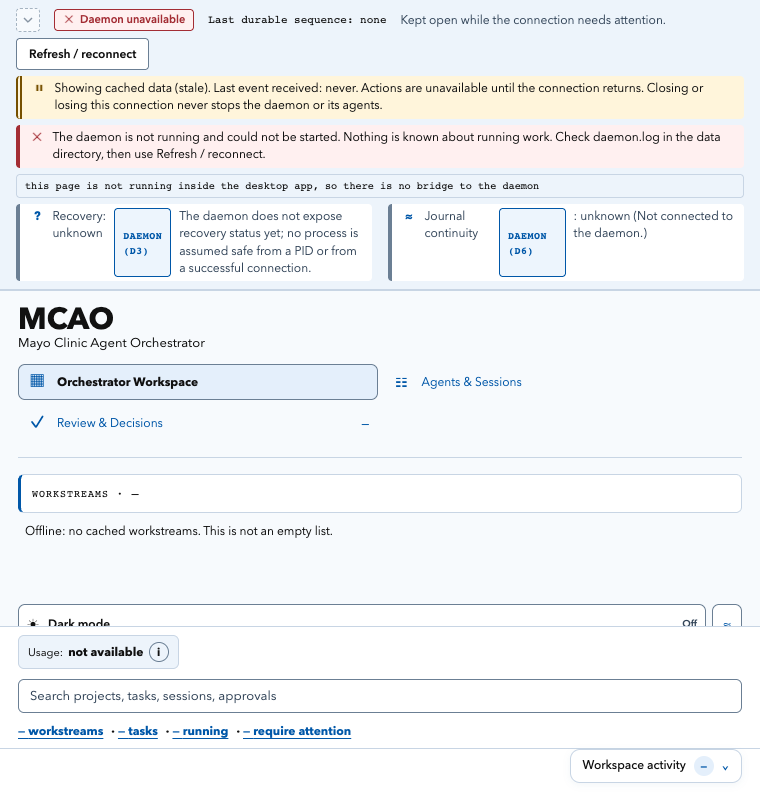 Daemon unavailable Last durable sequence: none Kept open while the connection needs attention.
Refresh / reconnect
Showing cached data (stale). Last event received: never. Actions are unavailable until the connection returns. Closing or
losing this connection never stops the daemon or its agents.
The daemon is not running and could not be started. Nothing is known about running work. Check daemon.log in the data
directory, then use Refresh / reconnect.
this page is not running inside the desktop app, so there is no bridge to the daemon
? Recovery:
unknown
DAEMON
(D3)
The daemon does not expose
recovery status yet; no process is
assumed safe from a PID or from
a successful connection.
≈ Journal
continuity
DAEMON
(D6)
: unknown (Not connected to
the daemon.)
MCAO
Mayo Clinic Agent Orchestrator
Orchestrator Workspace
Agents & Sessions
Review & Decisions —
WORKSTREAMS · —
Offline: no cached workstreams. This is not an empty list.
Dark mode Off ≈
Usage: not available i
Search projects, tasks, sessions, approvals
— workstreams · — tasks · — running · — require attention
Workspace activity —